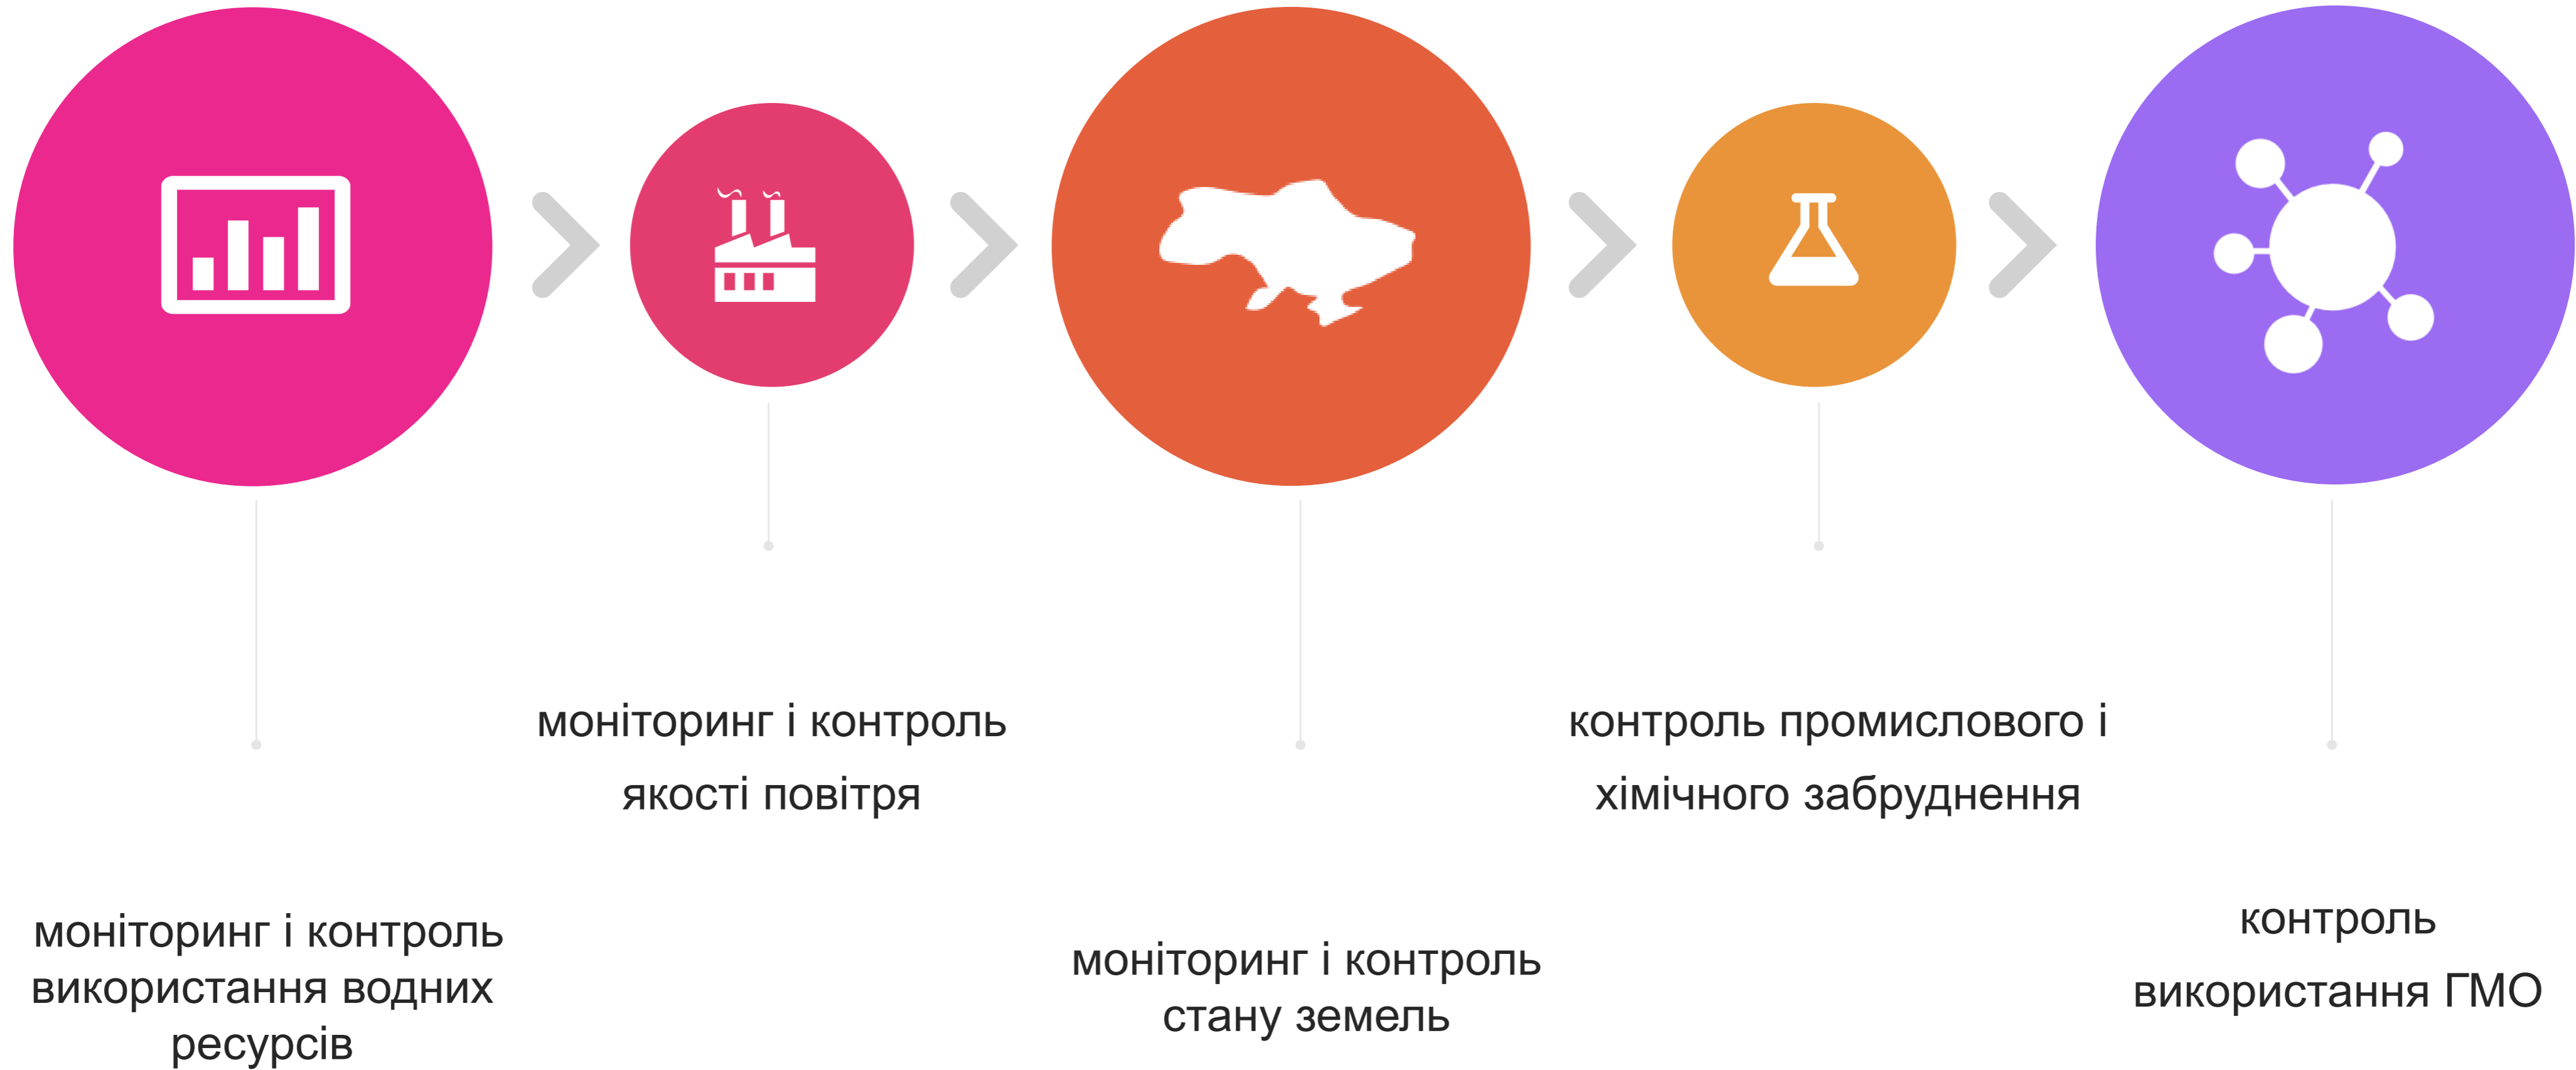 моніторинг і контроль
використання водних
ресурсів
моніторинг і контроль
якості повітря
моніторинг і контроль
стану земель
контроль промислового і
хімічного забруднення
контроль
використання ГМО